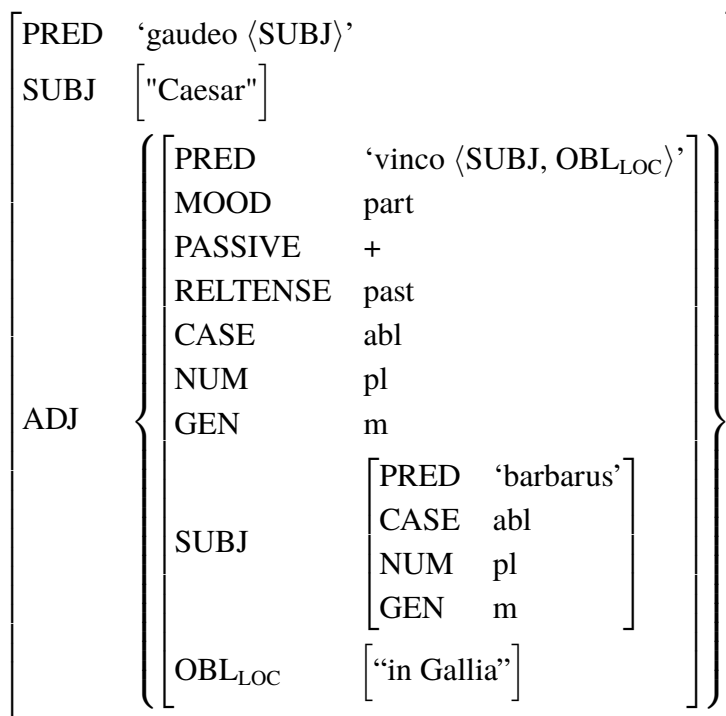 PRED ‘gaudeo ⟨SUBJ⟩’
SUBJ ["Caesar"]
ADJ
PRED ‘vinco ⟨SUBJ, OBL_LOC⟩’
MOOD part
PASSIVE +
RELTENSE past
CASE abl
NUM pl
GEN m
SUBJ
PRED ‘barbarus’
CASE abl
NUM pl
GEN m
OBL_LOC [“in Gallia”]